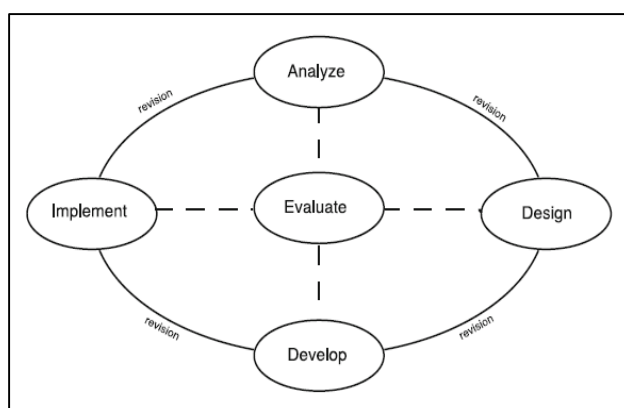 Analyze
revision
revision
Implement
Evaluate
Design
revision
revision
Develop